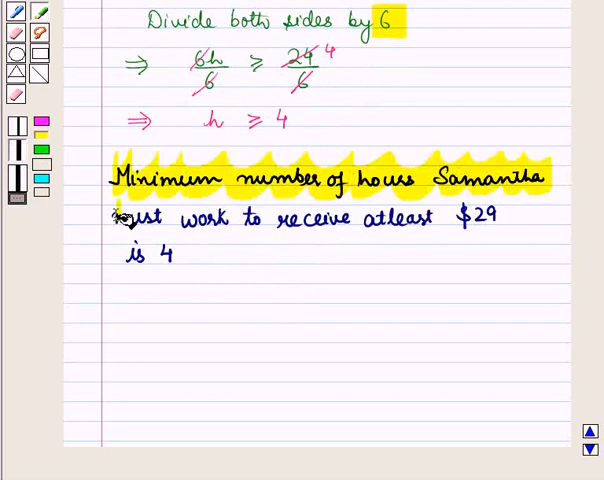 Divide both sides by 6
⇒ 6h/6 ≥ 24/6 4
⇒ h ≥ 4
Minimum number of hours Samantha
must work to receive atleast $29
is 4